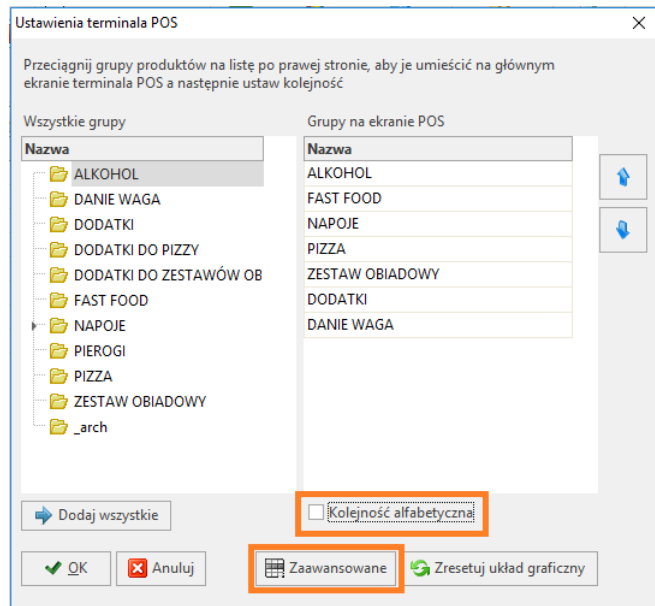 Ustawienia terminala POS
Przeciągnij grupy produktów na listę po prawej stronie, aby je umieścić na głównym
ekranie terminala POS a następnie ustaw kolejność
Wszystkie grupy
Nazwa
ALKOHOL
DANIE WAGA
DODATKI
DODATKI DO PIZZY
DODATKI DO ZESTAWÓW OB
FAST FOOD
NAPOJE
PIEROGI
PIZZA
ZESTAW OBIADOWY
_arch
Grupy na ekranie POS
Nazwa
ALKOHOL
FAST FOOD
NAPOJE
PIZZA
ZESTAW OBIADOWY
DODATKI
DANIE WAGA
Dodaj wszystkie
Kolejność alfabetyczna
OK
Anuluj
Zaawansowane
Zresetuj układ graficzny